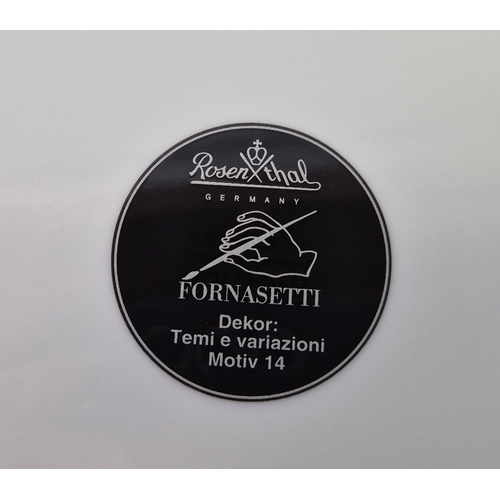 Rosenthal
GERMANY
FORNASETTI
Dekor:
Temi e variazioni
Motiv 14